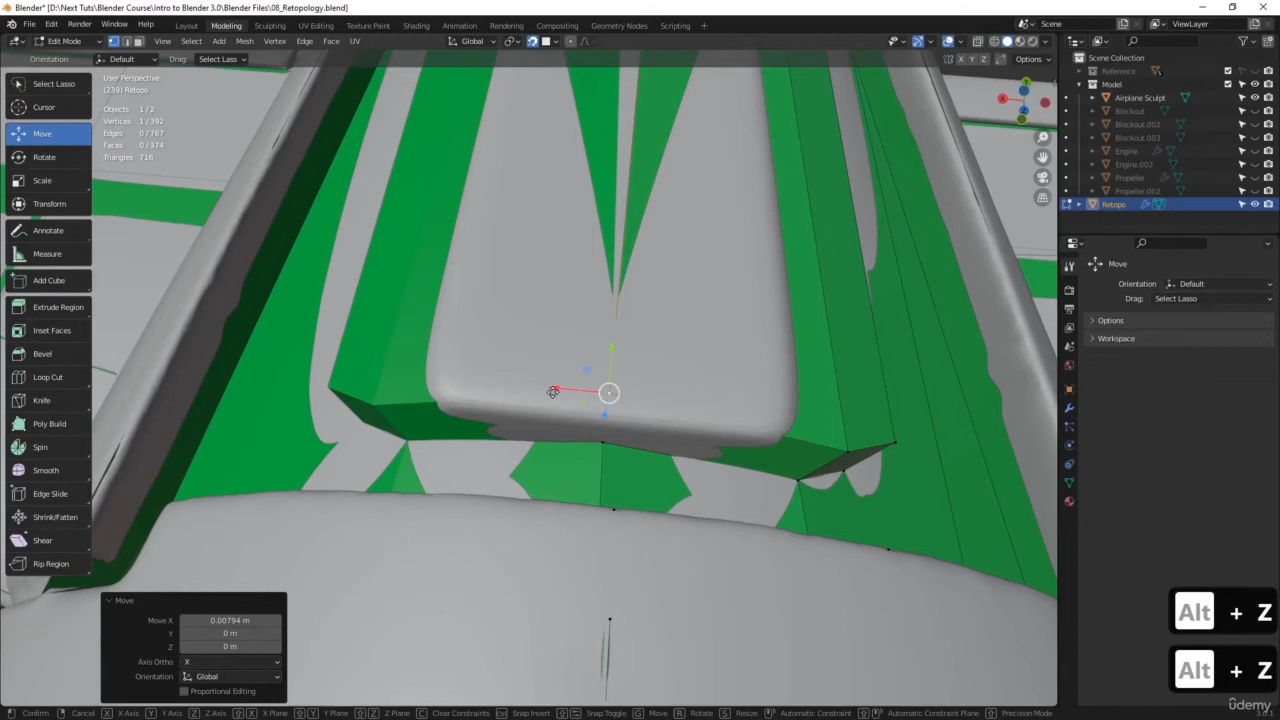 Blender* [D:\Next Tuts\Blender Course\Intro to Blender 3.0\Blender Files\08_Retopology.blend]
File Edit Render Window Help Layout Modeling Sculpting UV Editing Texture Paint Shading Animation Rendering Compositing Geometry Nodes Scripting Scene ViewLayer
Edit Mode View Select Add Mesh Vertex Edge Face UV Global
Orientation: Default Drag: Select Lasso X Y Z Options
User Perspective
(239) Retopo
Objects 1 / 2
Vertices 1/392
Edges 0/767
Faces 0/374
Triangles 716
Select Lasso
Cursor
Move
Rotate
Scale
Transform
Annotate
Measure
Add Cube
Extrude Region
Inset Faces
Bevel
Loop Cut
Knife
Poly Build
Spin
Smooth
Edge Slide
Shrink/Fatten
Shear
Rip Region
Scene Collection
Reference
Model
Airplane Sculpt
Blockout
Blockout.002
Blockout.003
Engine
Engine.002
Propeller
Propeller.002
Retopo
Move
Orientation Default
Drag: Select Lasso
Options
Workspace
Move
Move X 0.00794 m
Y 0 m
Z 0 m
Axis Ortho X
Orientation Global
Proportional Editing
Alt + Z
Alt + Z
ûdemy
Confirm Cancel X X Axis Y Y Axis Z Z Axis X X Plane Y Y Plane Z Z Plane C Clear Constraints Snap Invert Snap Toggle G Move R Rotate S Resize Automatic Constraint Automatic Constraint Plane Precision Mode
3.0.1